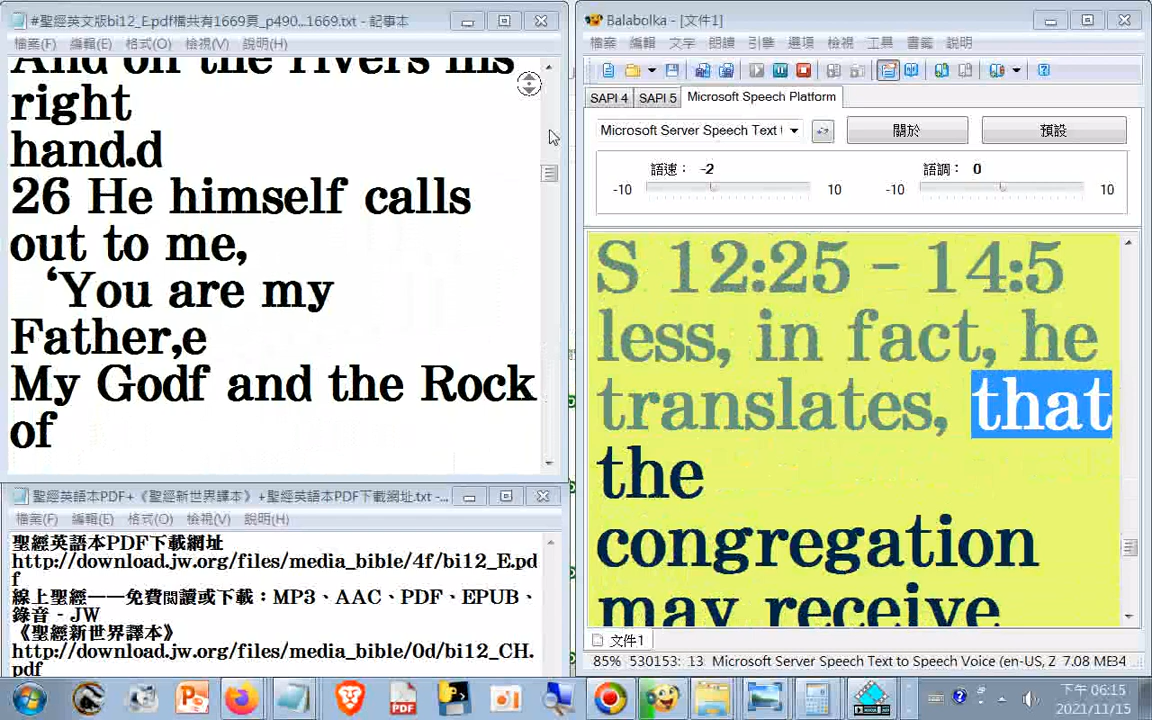 #聖經英文版bi12_E.pdf檔共有1669頁_p490...1669.txt - 記事本
檔案(F) 編輯(E) 格式(O) 檢視(V) 說明(H)
And on the rivers his
right
hand.d
26 He himself calls
out to me,
‘You are my
Father,e
My Godf and the Rock
of
聖經英語本PDF+《聖經新世界譯本》+聖經英語本PDF下載網址.txt - ...
檔案(F) 編輯(E) 格式(O) 檢視(V) 說明(H)
聖經英語本PDF下載網址
http://download.jw.org/files/media_bible/4f/bi12_E.pd
f
線上聖經——免費閱讀或下載：MP3、AAC、PDF、EPUB、
錄音 - JW
《聖經新世界譯本》
http://download.jw.org/files/media_bible/0d/bi12_CH.
pdf
Balabolka - [文件1]
檔案 編輯 文字 朗讀 引擎 選項 檢視 工具 書籤 說明
SAPI 4 SAPI 5 Microsoft Speech Platform
Microsoft Server Speech Text 關於 預設
語速： -2 語調： 0
-10 10 -10 10
S 12:25 - 14:5
less, in fact, he
translates, that
the
congregation
may receive
文件1
85% 530153: 13 Microsoft Server Speech Text to Speech Voice (en-US, Z 7.08 ME34
下午 06:15
2021/11/15